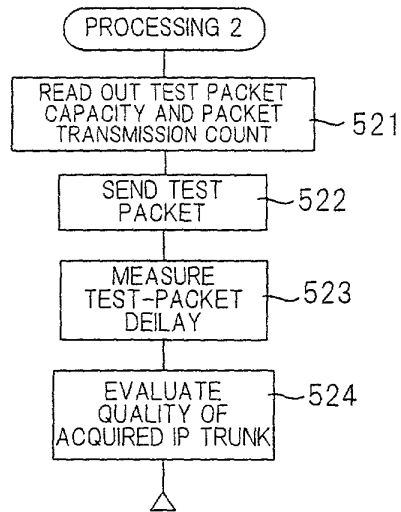 PROCESSING 2
READ OUT TEST PACKET
CAPACITY AND PACKET
TRANSMISSION COUNT
521
SEND TEST
PACKET
522
MEASURE
TEST-PACKET
DEILAY
523
EVALUATE
QUALITY OF
ACQUIRED IP TRUNK
524